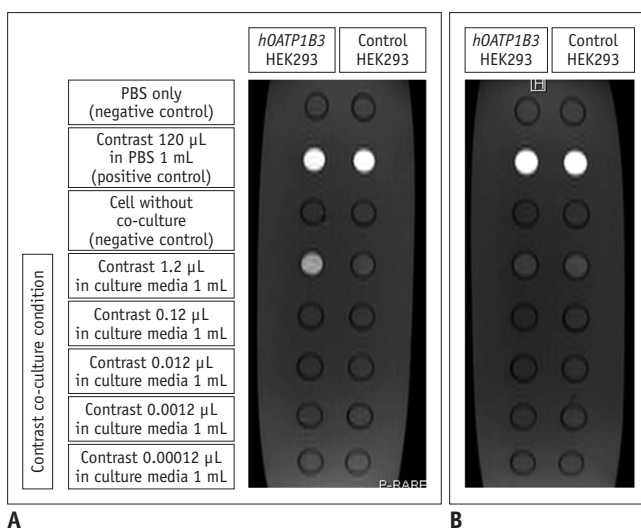 hOATP1B3
HEK293
Control
HEK293
hOATP1B3
HEK293
Control
HEK293
PBS only
(negative control)
Contrast 120 µL
in PBS 1 mL
(positive control)
Cell without
co-culture
(negative control)
Contrast co-culture condition
Contrast 1.2 µL
in culture media 1 mL
Contrast 0.12 µL
in culture media 1 mL
Contrast 0.012 µL
in culture media 1 mL
Contrast 0.0012 µL
in culture media 1 mL
Contrast 0.00012 µL
in culture media 1 mL
H
P-RARE
A
B